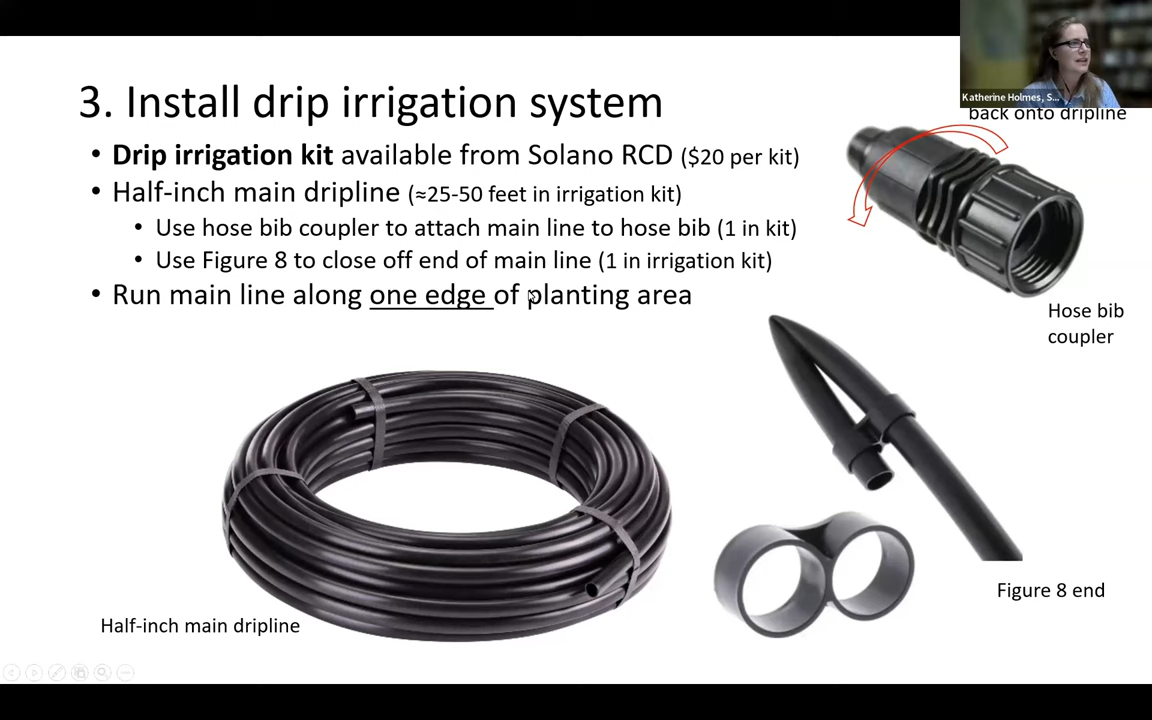 Katherine Holmes, S...
back onto dripline
3. Install drip irrigation system
• Drip irrigation kit available from Solano RCD ($20 per kit)
• Half-inch main dripline (≈25-50 feet in irrigation kit)
• Use hose bib coupler to attach main line to hose bib (1 in kit)
• Use Figure 8 to close off end of main line (1 in irrigation kit)
• Run main line along one edge of planting area
Hose bib
coupler
Figure 8 end
Half-inch main dripline